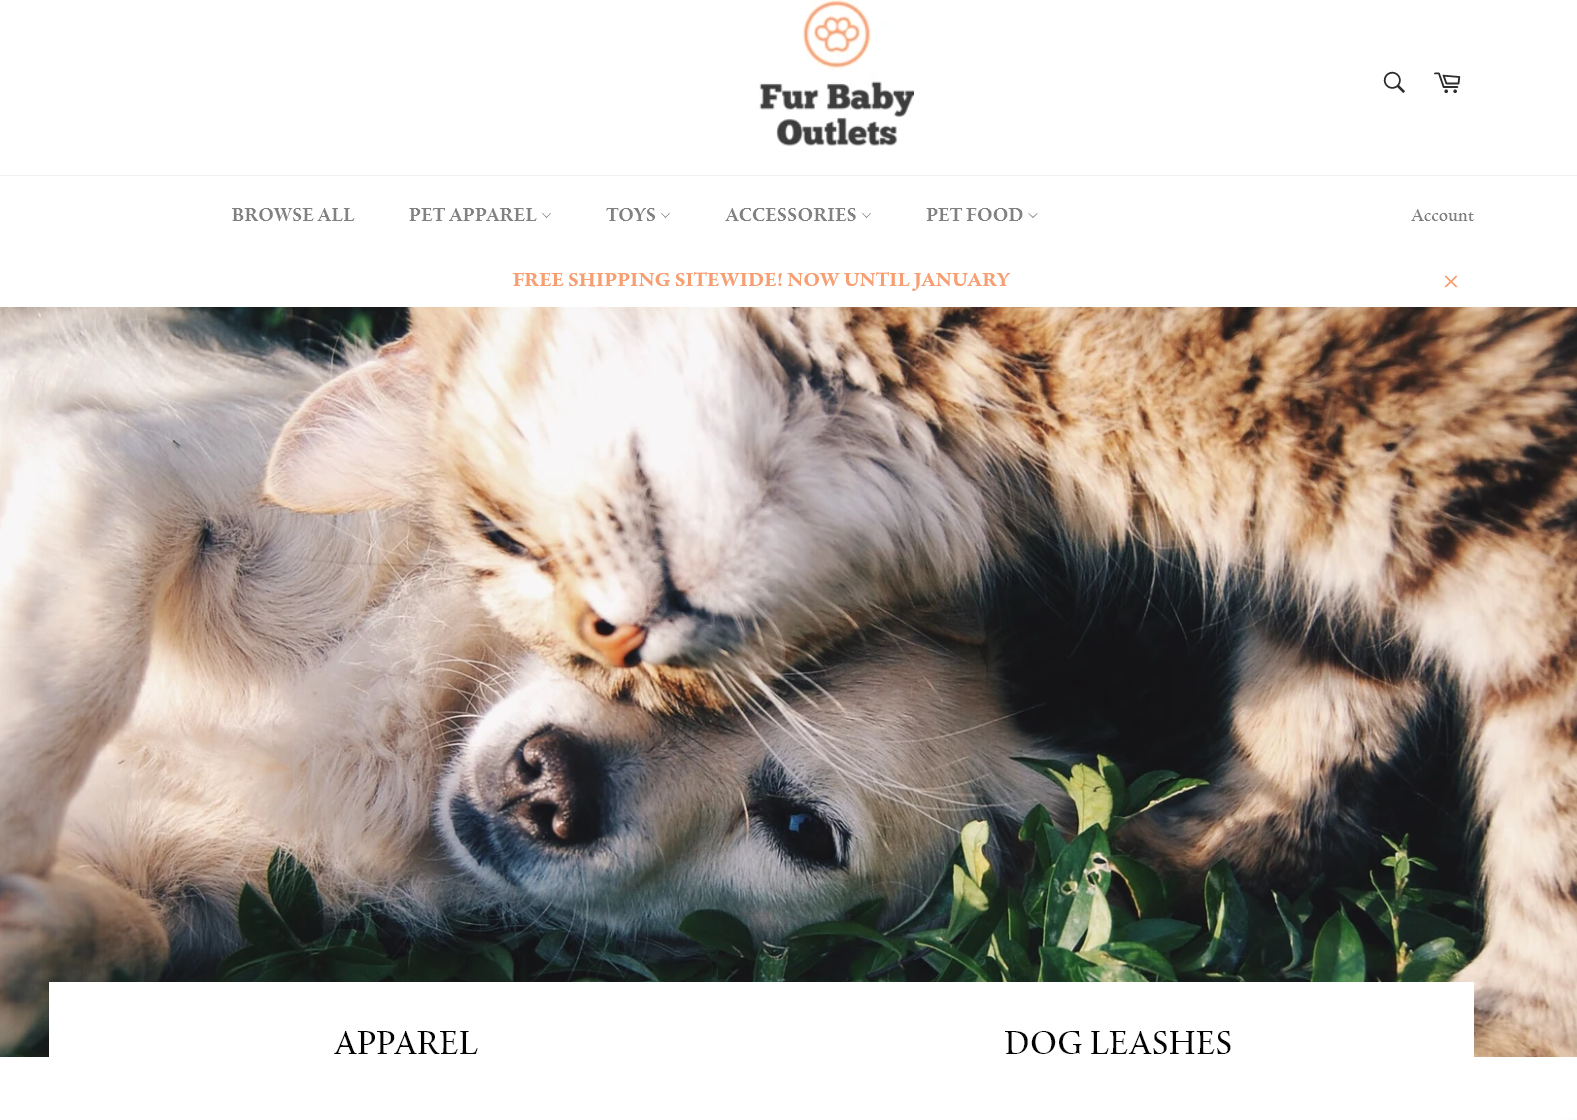 Fur Baby
Outlets
BROWSE ALL
PET APPAREL
TOYS
ACCESSORIES
PET FOOD
Account
FREE SHIPPING SITEWIDE! NOW UNTIL JANUARY
APPAREL
DOG LEASHES